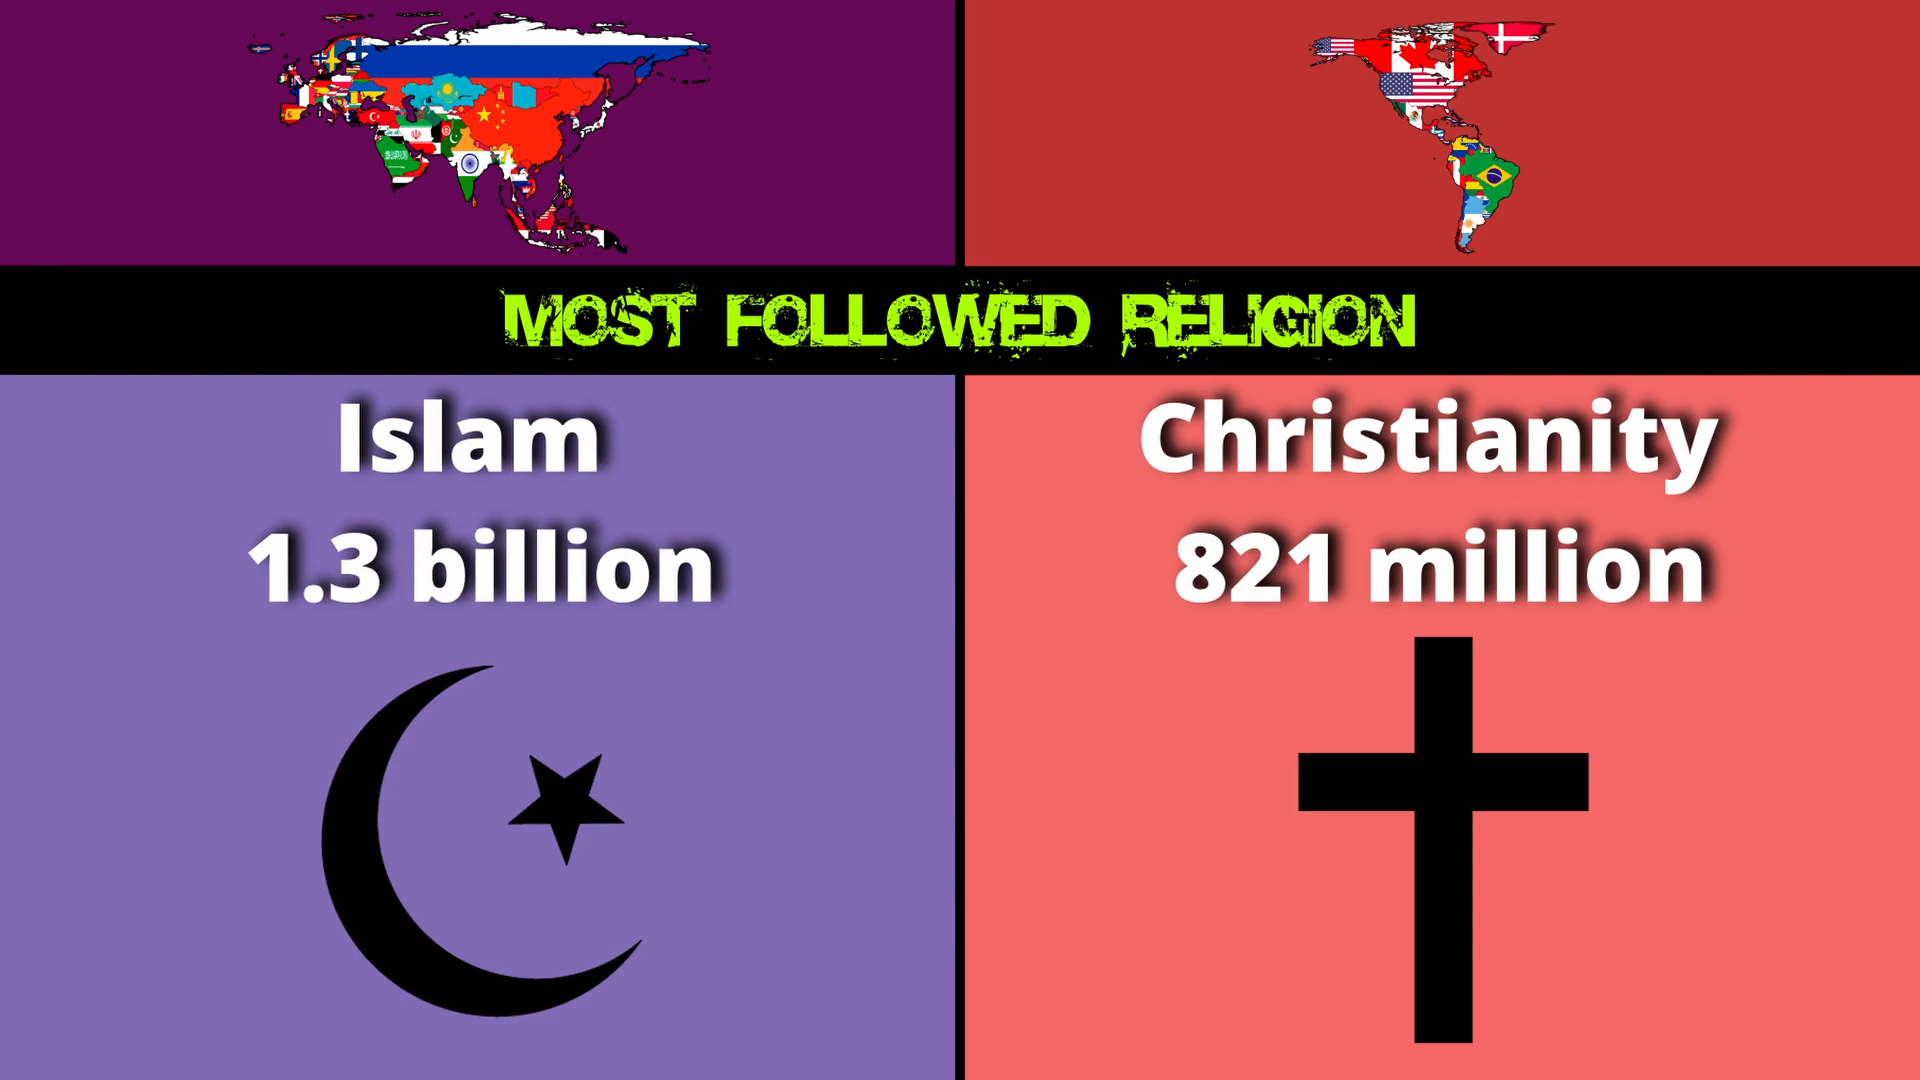 MOST FOLLOWED RELIGION
Islam
1.3 billion
Christianity
821 million